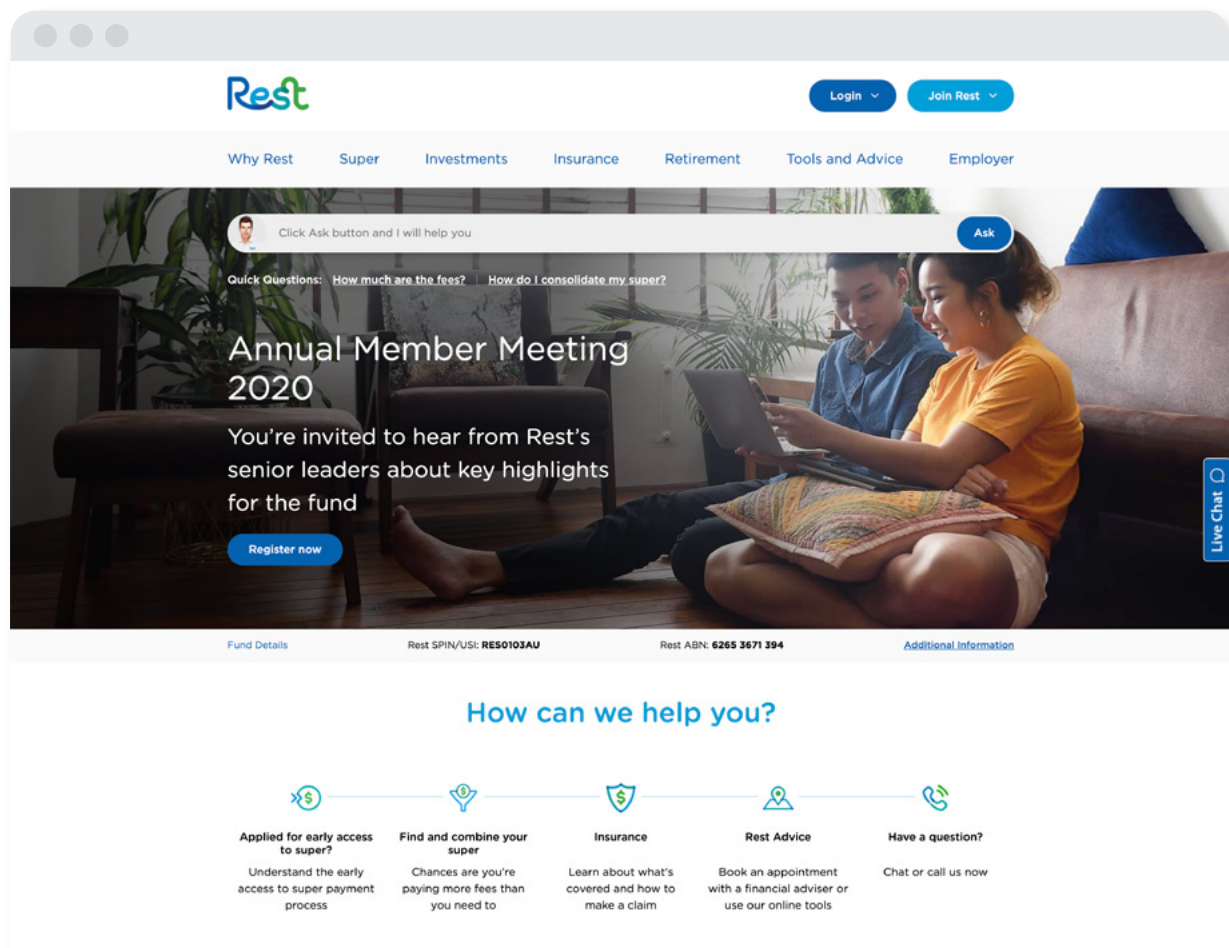 Rest
Login
Join Rest
Why Rest
Super
Investments
Insurance
Retirement
Tools and Advice
Employer
Click Ask button and I will help you
Ask
Quick Questions: How much are the fees? How do I consolidate my super?
Annual Member Meeting
2020
You're invited to hear from Rest's
senior leaders about key highlights
for the fund
Register now
Live Chat
Fund Details
Rest SPIN/USI: RES0103AU
Rest ABN: 6265 3671 394
Additional Information
How can we help you?
Applied for early access
to super?
Understand the early
access to super payment
process
Find and combine your
super
Chances are you're
paying more fees than
you need to
Insurance
Learn about what's
covered and how to
make a claim
Rest Advice
Book an appointment
with a financial adviser or
use our online tools
Have a question?
Chat or call us now